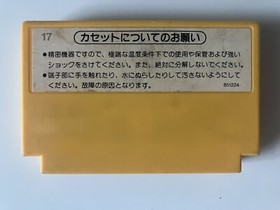 17
カセットについてのお願い
●精密機器ですので、極端な温度条件下での使用や保管および強い
ショックをさけてください。また、絶対に分解しないでください。
●端子部に手を触れたり、水にぬらしたりして汚さないようにして
ください。故障の原因となります。